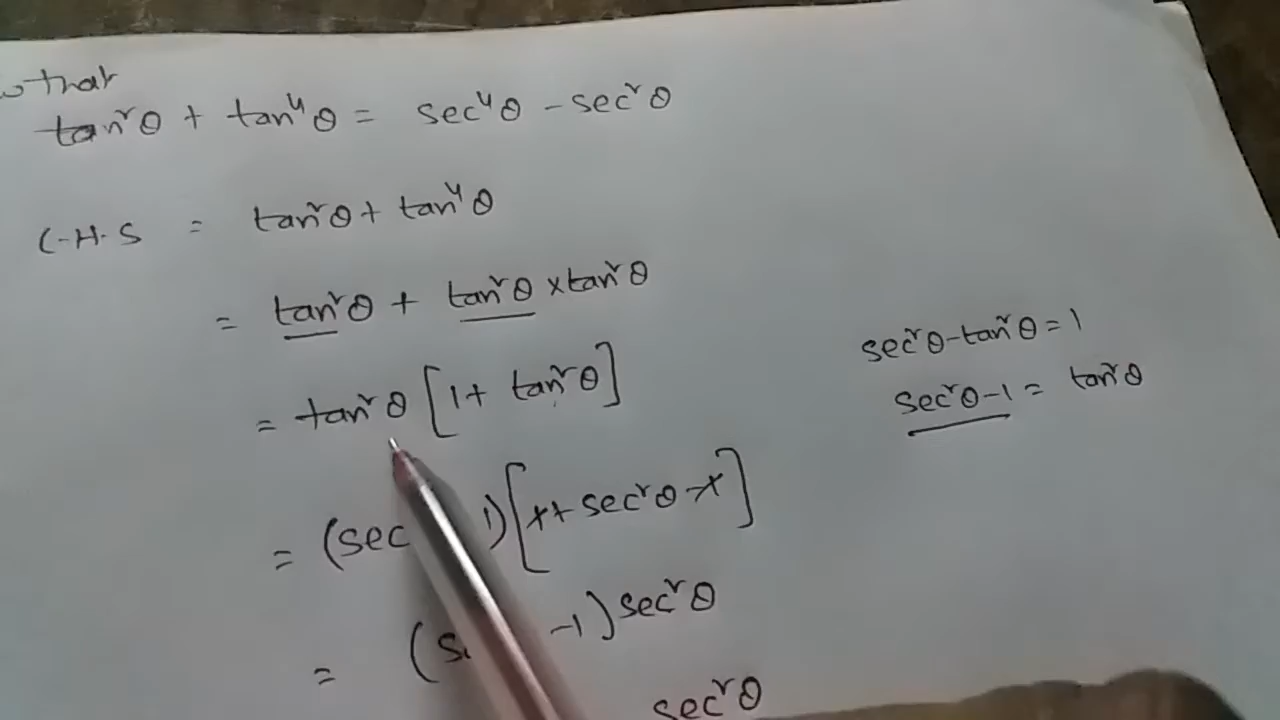 that
tan²θ + tan⁴θ = sec⁴θ - sec²θ
L.H.S = tan²θ + tan⁴θ
= tan²θ + tan²θ × tan²θ
= tan²θ [1 + tan²θ]
sec²θ - tan²θ = 1
sec²θ - 1 = tan²θ
= (sec 1) [1 + sec²θ - 1]
= ( -1) sec²θ
sec²θ